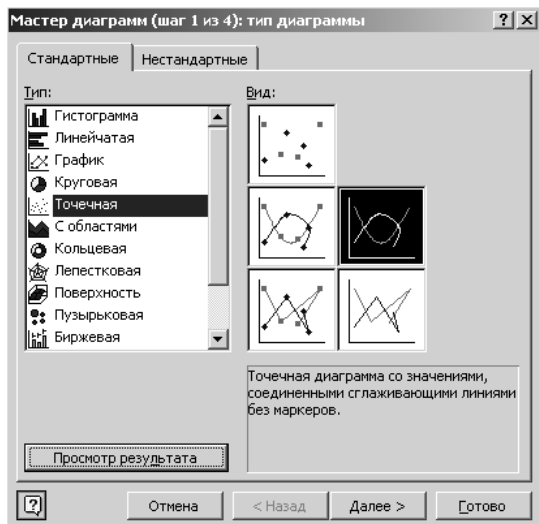 Мастер диаграмм (шаг 1 из 4): тип диаграммы
Стандартные
Нестандартные
Тип:
Вид:
Гистограмма
Линейчатая
График
Круговая
Точечная
С областями
Кольцевая
Лепестковая
Поверхность
Пузырьковая
Биржевая
Точечная диаграмма со значениями,
соединенными сглаживающими линиями
без маркеров.
Просмотр результата
Отмена
< Назад
Далее >
Готово